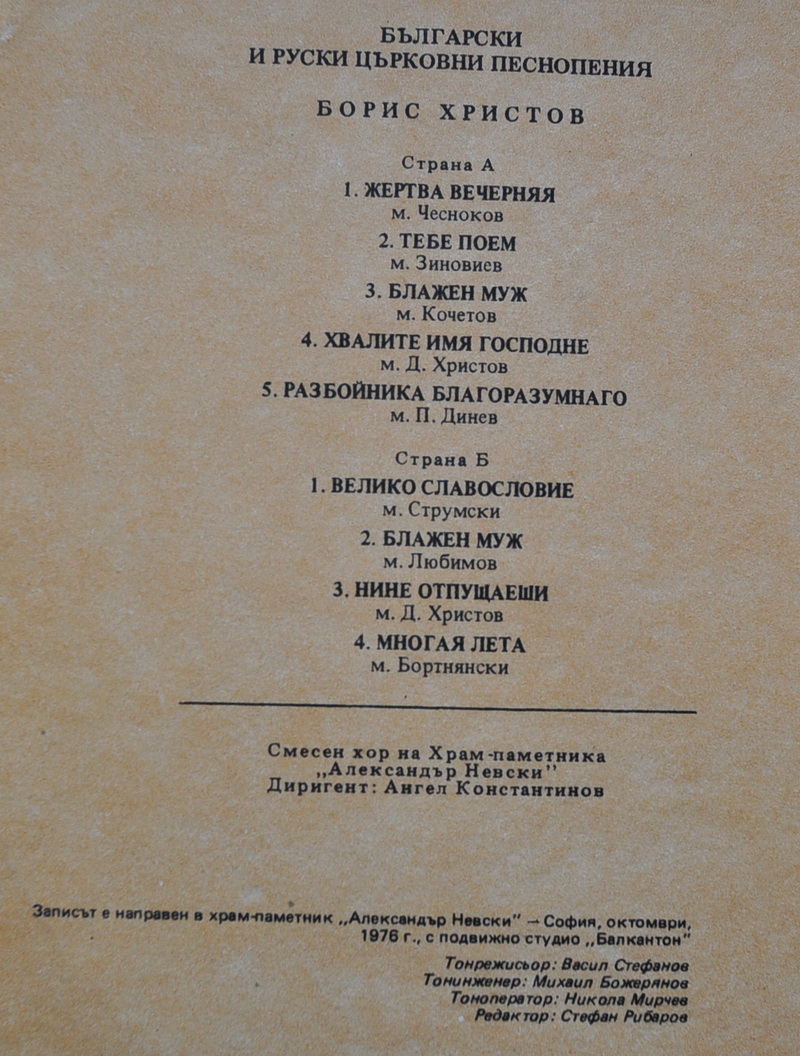 БЪЛГАРСКИ
И РУСКИ ЦЪРКОВНИ ПЕСНОПЕНИЯ
БОРИС ХРИСТОВ
Страна А
1. ЖЕРТВА ВЕЧЕРНЯЯ
м. Чесноков
2. ТЕБЕ ПОЕМ
м. Зиновиев
3. БЛАЖЕН МУЖ
м. Кочетов
4. ХВАЛИТЕ ИМЯ ГОСПОДНЕ
м. Д. Христов
5. РАЗБОЙНИКА БЛАГОРАЗУМНАГО
м. П. Динев
Страна Б
1. ВЕЛИКО СЛАВОСЛОВИЕ
м. Струмски
2. БЛАЖЕН МУЖ
м. Любимов
3. НИНЕ ОТПУЩАЕШИ
м. Д. Христов
4. МНОГАЯ ЛЕТА
м. Бортнянски
Смесен хор на Храм-паметника
„Александър Невски”
Диригент: Ангел Константинов
Записът е направен в храм-паметник „Александър Невски” — София, октомври,
1976 г., с подвижно студио „Балкантон”
Тонрежисьор: Васил Стефанов
Тонинженер: Михаил Божерянов
Тоноператор: Никола Мирчев
Редактор: Стефан Рибаров